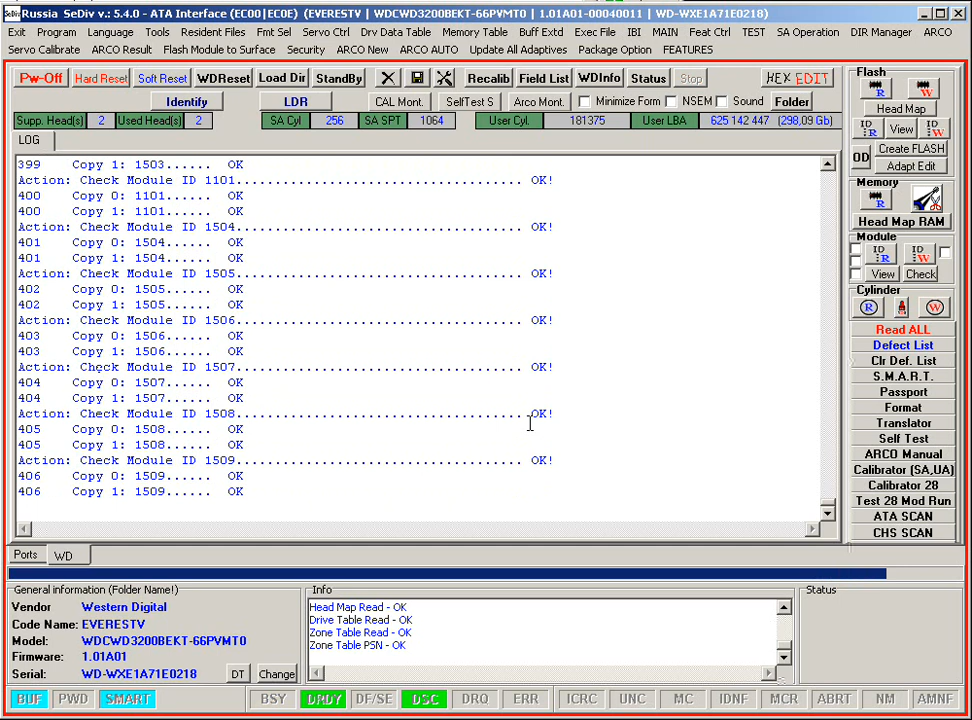 SeDiv v.: 5.4.0 - ATA Interface (EC00|EC0E) (EVERESTV | WDCWD3200BEKT-66PVMT0 | 1.01A01-00040011 | WD-WXE1A71E0218)
Exit Program Language Tools Resident Files Fmt Sel Servo Ctrl Drv Data Table Memory Table Buff Extd Exec File IBI MAIN Feat Ctrl TEST SA Operation DIR Manager ARCO
Servo Calibrate ARCO Result Flash Module to Surface Security ARCO New ARCO AUTO Update All Adaptives Package Option FEATURES
Pw-Off Hard Reset Soft Reset WDReset Load Dir StandBy Recalib Field List WDInfo Status Stop HEX EDIT
Identify LDR CAL Mont. SelfTest S Arco Mont. Minimize Form NSEM Sound Folder
Supp. Head(s) 2 Used Head(s) 2 SA Cyl 256 SA SPT 1064 User Cyl. 181375 User LBA 625 142 447 (298,09 Gb)
LOG
399 Copy 1: 1503...... OK
Action: Check Module ID 1101................................... OK!
400 Copy 0: 1101...... OK
400 Copy 1: 1101...... OK
Action: Check Module ID 1504................................... OK!
401 Copy 0: 1504...... OK
401 Copy 1: 1504...... OK
Action: Check Module ID 1505................................... OK!
402 Copy 0: 1505...... OK
402 Copy 1: 1505...... OK
Action: Check Module ID 1506................................... OK!
403 Copy 0: 1506...... OK
403 Copy 1: 1506...... OK
Action: Check Module ID 1507................................... OK!
404 Copy 0: 1507...... OK
404 Copy 1: 1507...... OK
Action: Check Module ID 1508................................... OK!
405 Copy 0: 1508...... OK
405 Copy 1: 1508...... OK
Action: Check Module ID 1509................................... OK!
406 Copy 0: 1509...... OK
406 Copy 1: 1509...... OK
Flash
R W
Head Map
ID R View ID W
OD Create FLASH
Adapt Edit
Memory
R
Head Map RAM
Module
ID R ID W
View Check
Cylinder
R W
Read ALL
Defect List
Clr Def. List
S.M.A.R.T.
Passport
Format
Translator
Self Test
ARCO Manual
Calibrator (SA,UA)
Calibrator 28
Test 28 Mod Run
ATA SCAN
CHS SCAN
Ports WD
General information (Folder Name!)
Vendor Western Digital
Code Name: EVERESTV
Model: WDCWD3200BEKT-66PVMT0
Firmware: 1.01A01
Serial: WD-WXE1A71E0218 DT Change
Info
Head Map Read - OK
Drive Table Read - OK
Zone Table Read - OK
Zone Table PSN - OK
Status
BUF PWD SMART BSY DRDY DF/SE DSC DRQ ERR ICRC UNC MC IDNF MCR ABRT NM AMNF